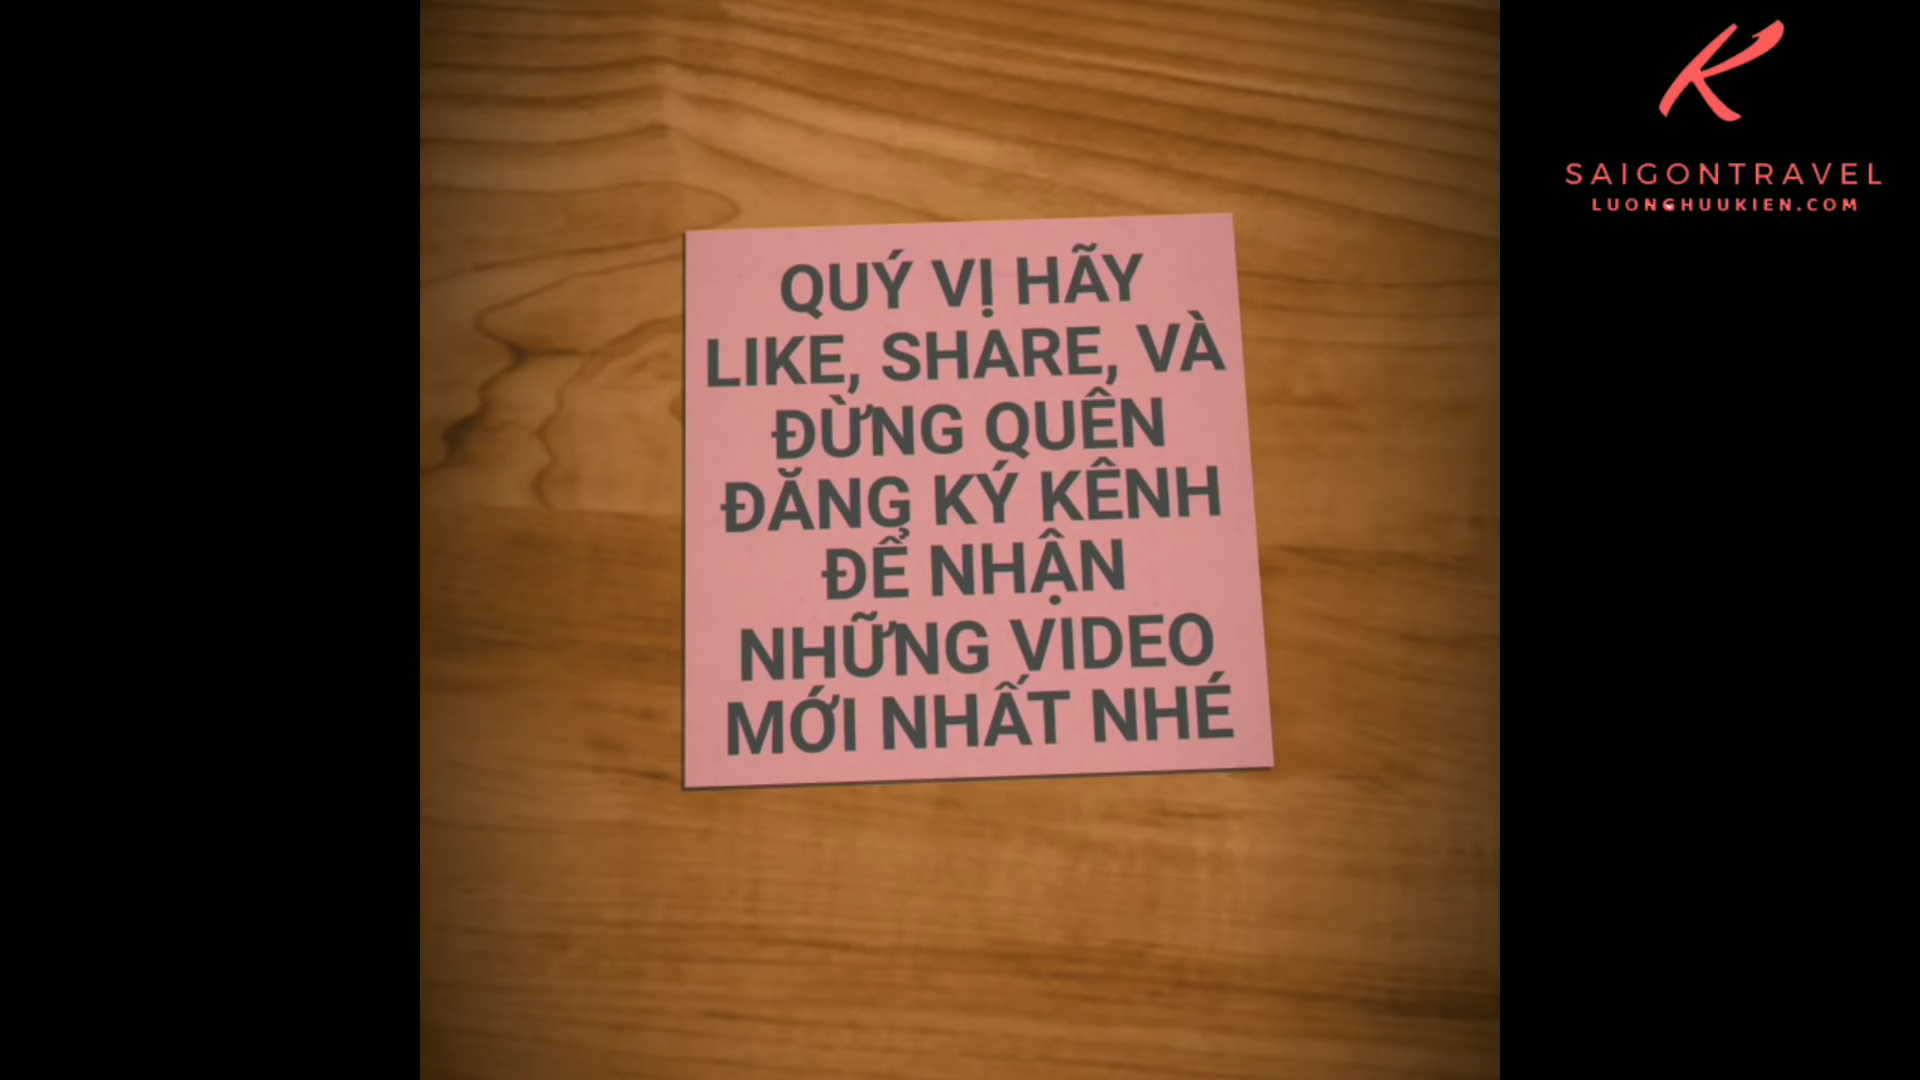 QUÝ VỊ HÃY
LIKE, SHARE, VÀ
ĐỪNG QUÊN
ĐĂNG KÝ KÊNH
ĐỂ NHẬN
NHỮNG VIDEO
MỚI NHẤT NHÉ
K
SAIGONTRAVEL
LUONGHUUKIEN.COM